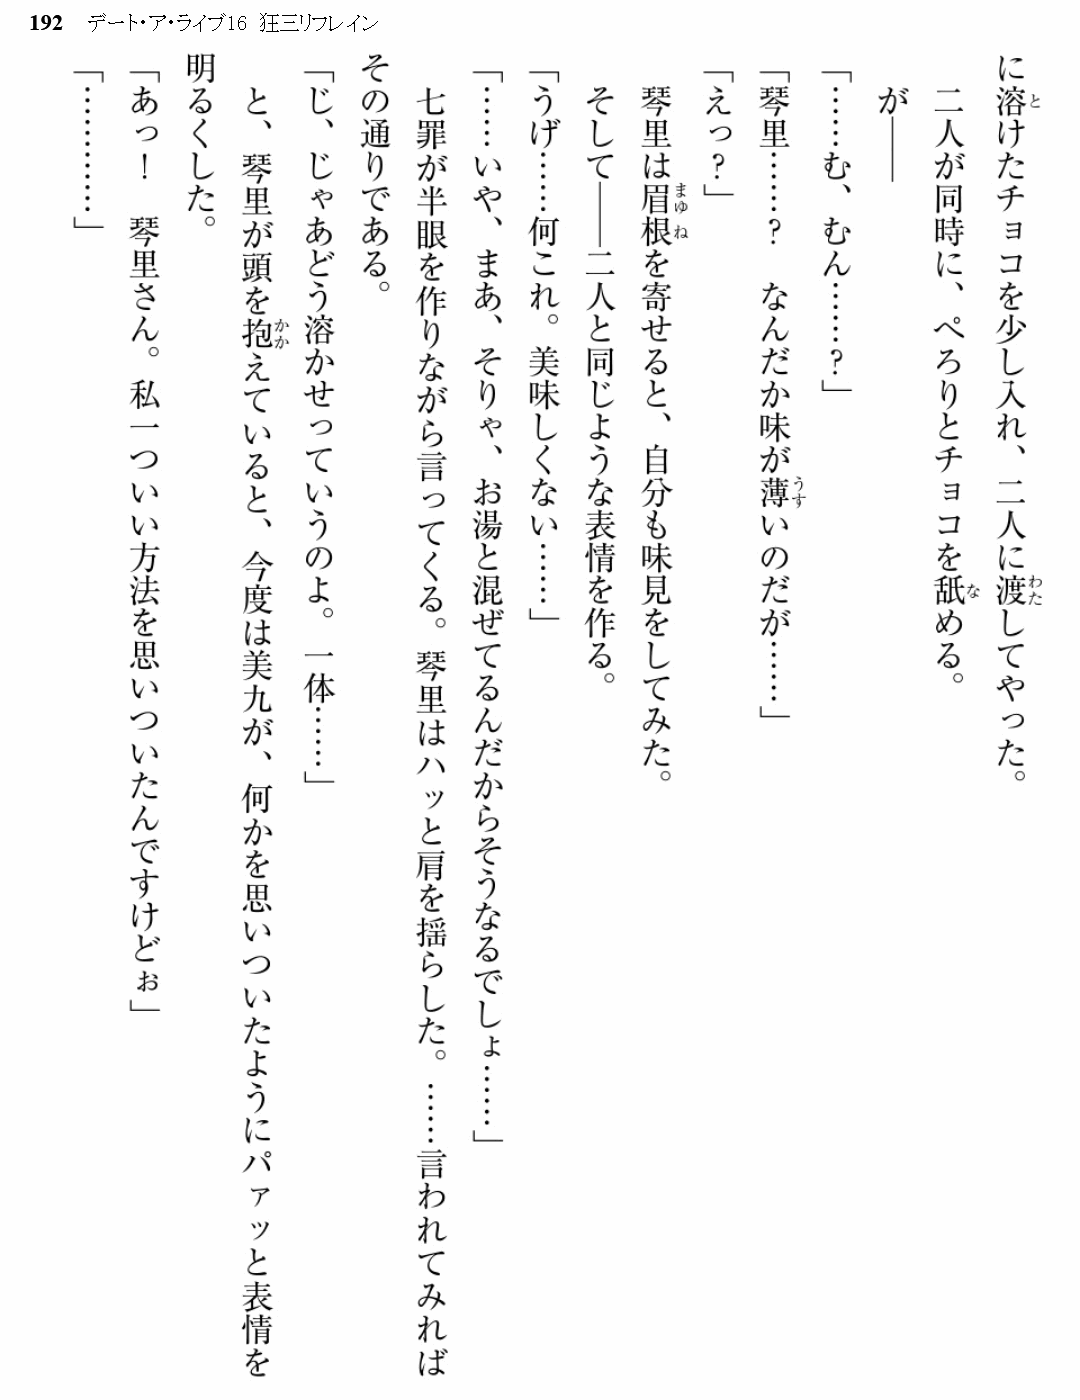 192 デート・ア・ライブ16 狂三リフレイン
に溶けたチョコを少し入れ、二人に渡してやった。
二人が同時に、ぺろりとチョコを舐める。
が――
「……む、むん……？」
「琴里……？　なんだか味が薄いのだが……」
「えっ？」
琴里は眉根を寄せると、自分も味見をしてみた。
そして――二人と同じような表情を作る。
「うげ……何これ。美味しくない……」
「……いや、まあ、そりゃ、お湯と混ぜてるんだからそうなるでしょ……」
七罪が半眼を作りながら言ってくる。琴里はハッと肩を揺らした。……言われてみれば
その通りである。
「じ、じゃあどう溶かせっていうのよ。一体……」
と、琴里が頭を抱えていると、今度は美九が、何かを思いついたようにパァッと表情を
明るくした。
「あっ！　琴里さん。私一ついい方法を思いついたんですけどぉ」
「…………」